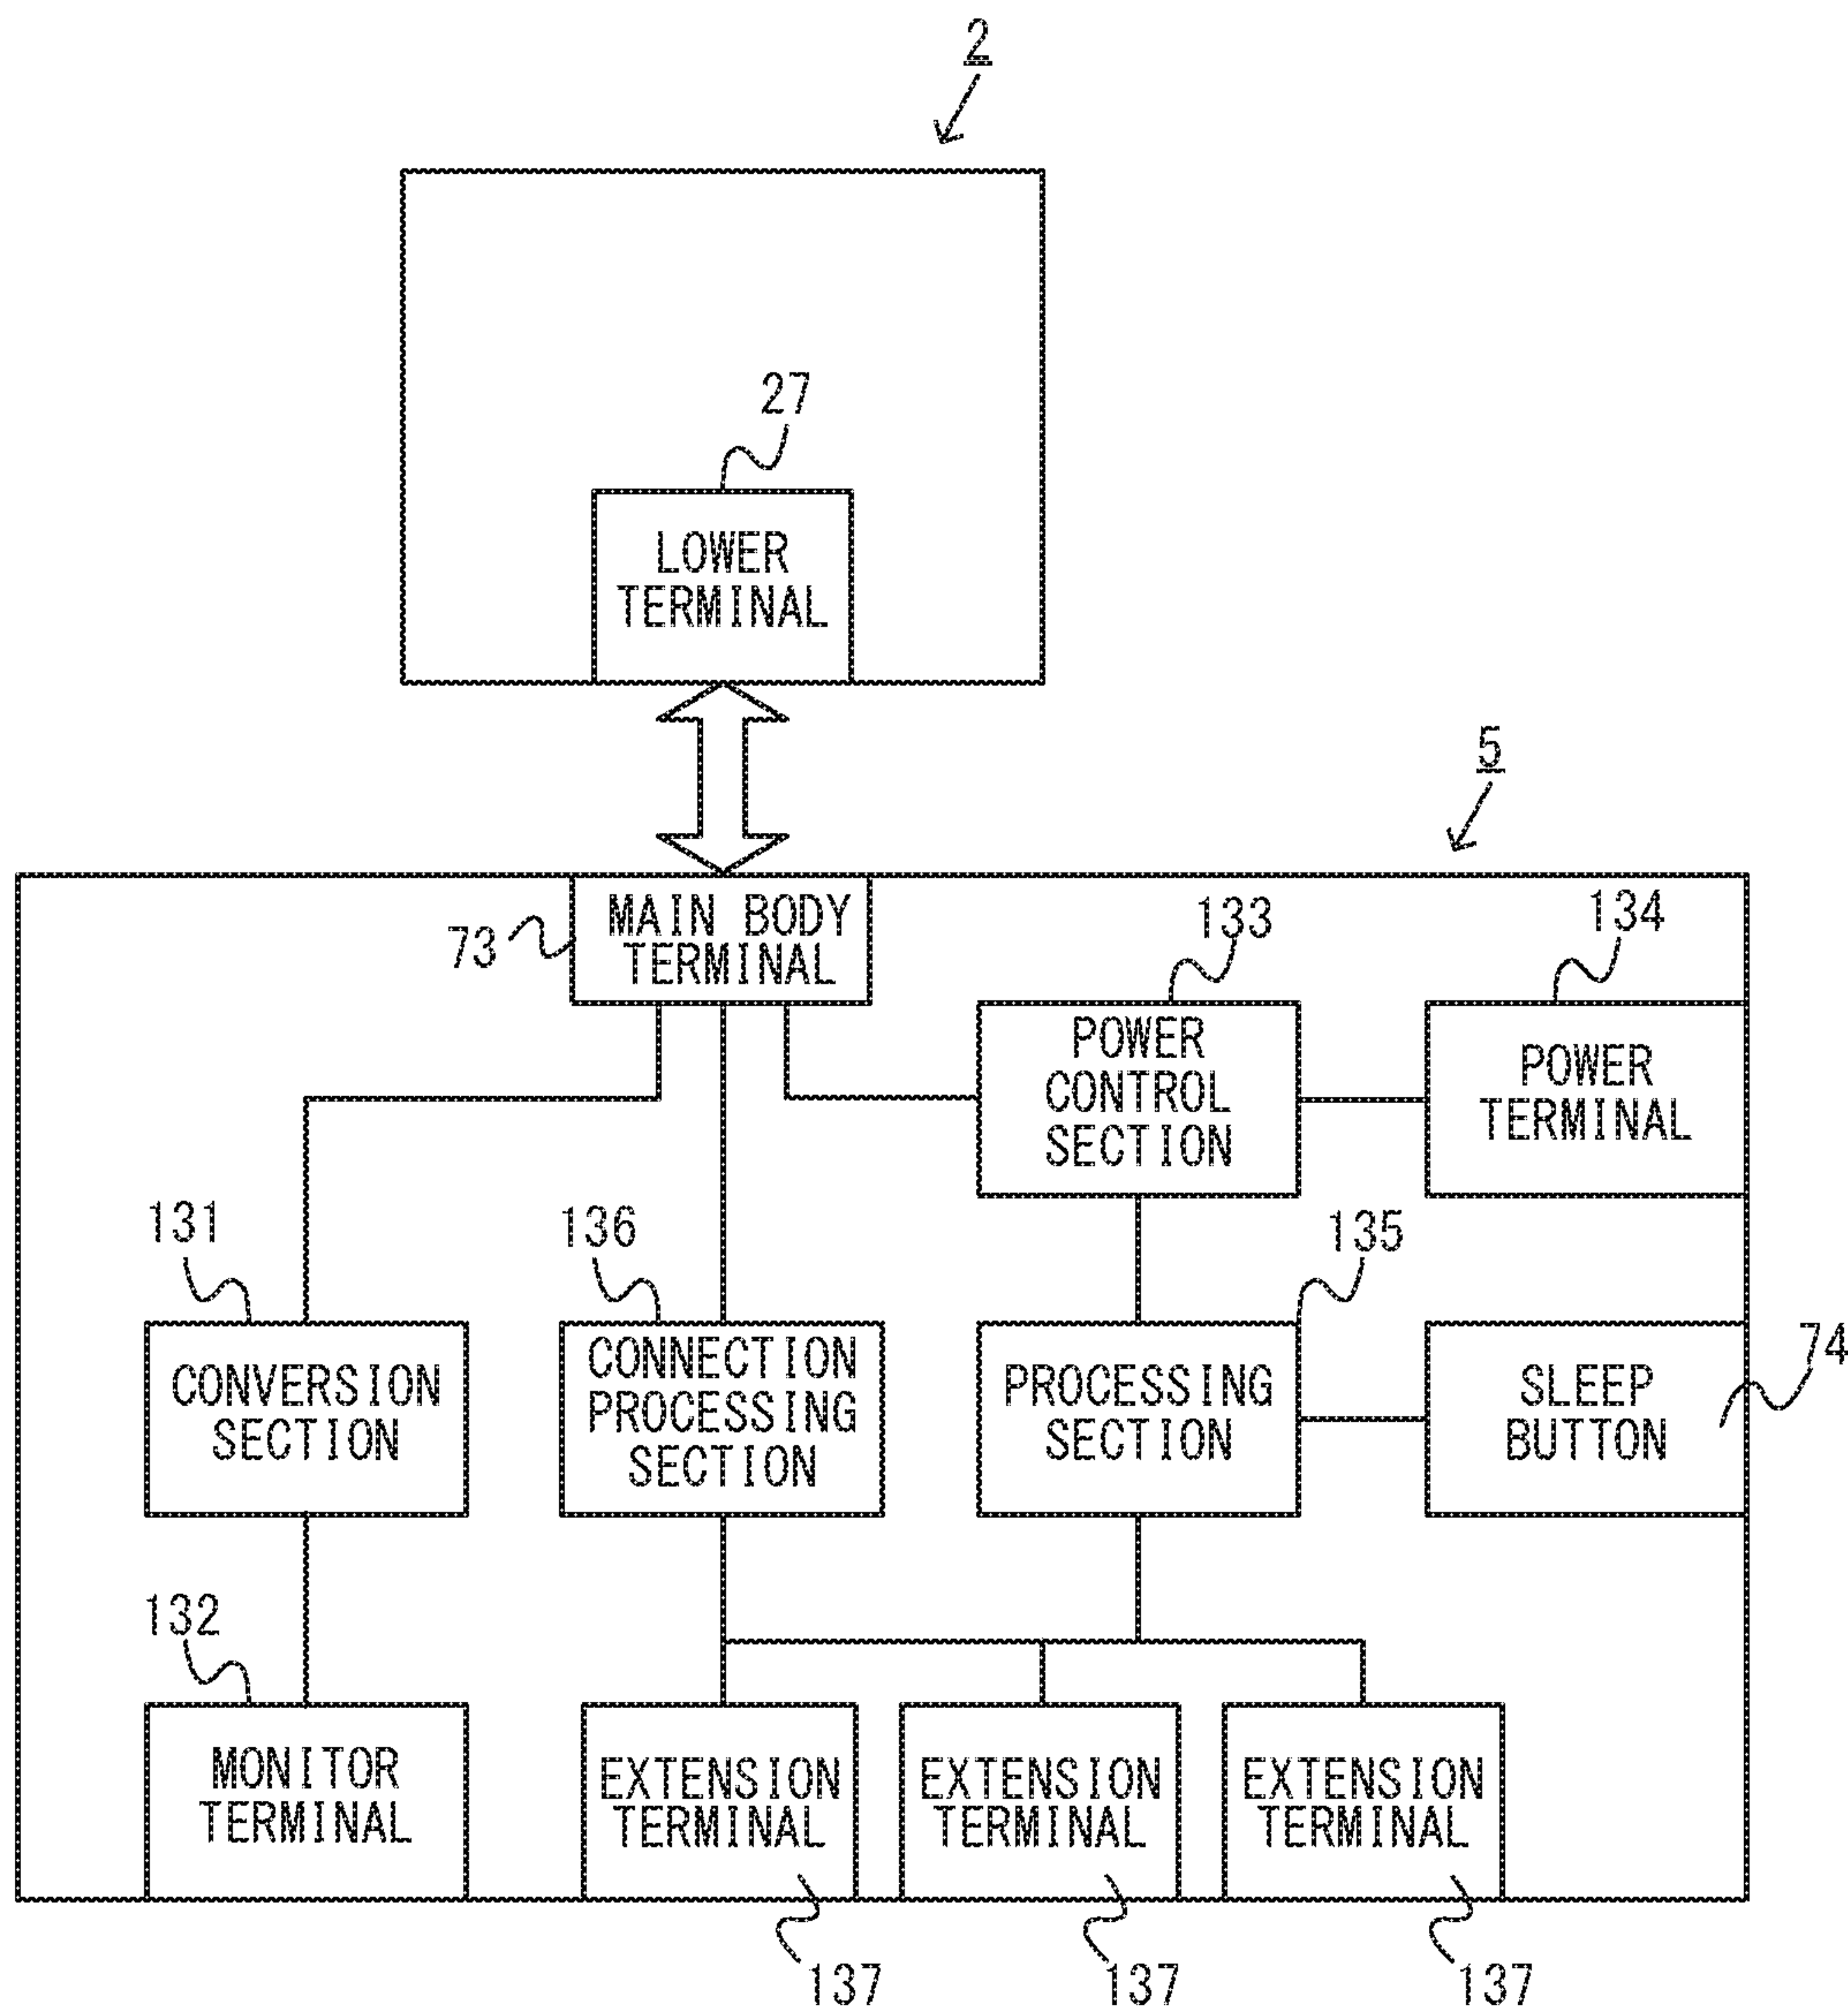 2
27
LOWER
TERMINAL
5
73
MAIN BODY
TERMINAL
133
134
POWER
CONTROL
SECTION
POWER
TERMINAL
131
136
135
74
CONVERSION
SECTION
CONNECTION
PROCESSING
SECTION
PROCESSING
SECTION
SLEEP
BUTTON
132
MONITOR
TERMINAL
EXTENSION
TERMINAL
EXTENSION
TERMINAL
EXTENSION
TERMINAL
137
137
137